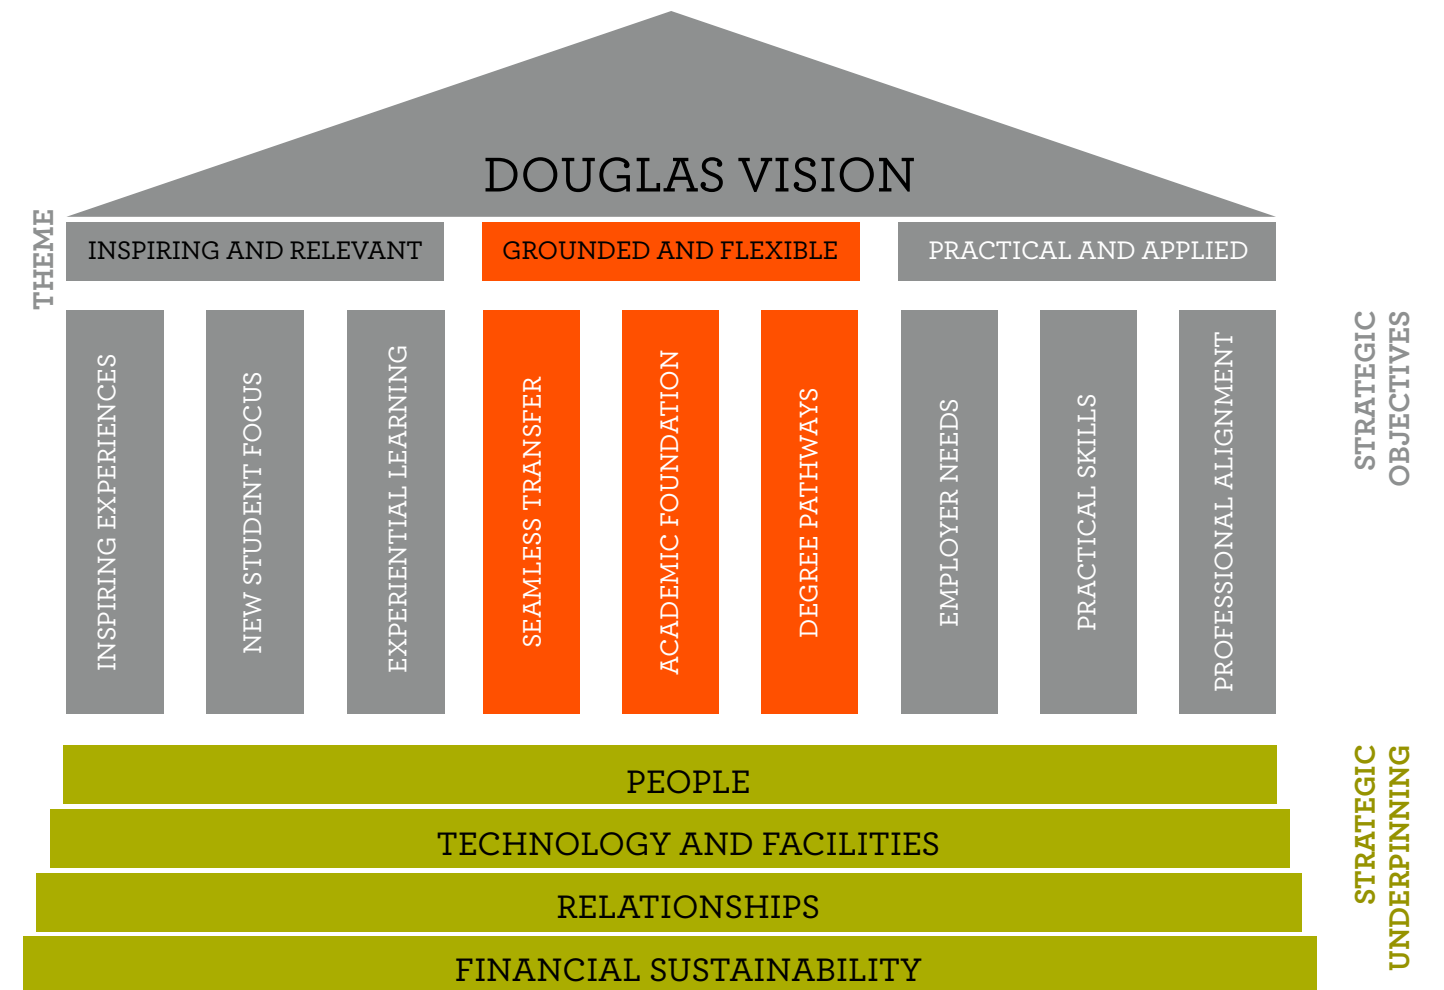 DOUGLAS VISION
THEME
INSPIRING AND RELEVANT
GROUNDED AND FLEXIBLE
PRACTICAL AND APPLIED
INSPIRING EXPERIENCES
NEW STUDENT FOCUS
EXPERIENTIAL LEARNING
SEAMLESS TRANSFER
ACADEMIC FOUNDATION
DEGREE PATHWAYS
EMPLOYER NEEDS
PRACTICAL SKILLS
PROFESSIONAL ALIGNMENT
STRATEGIC
OBJECTIVES
PEOPLE
TECHNOLOGY AND FACILITIES
RELATIONSHIPS
FINANCIAL SUSTAINABILITY
STRATEGIC
UNDERPINNING